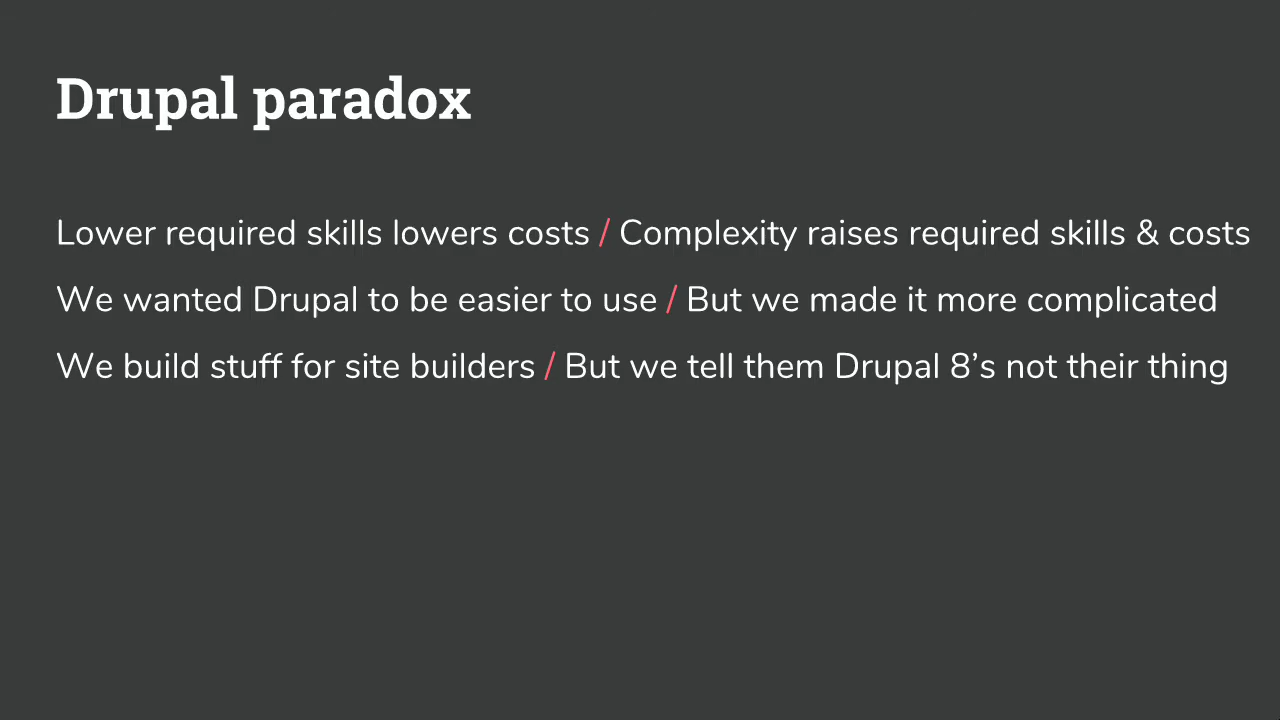 Drupal paradox
Lower required skills lowers costs / Complexity raises required skills & costs
We wanted Drupal to be easier to use / But we made it more complicated
We build stuff for site builders / But we tell them Drupal 8’s not their thing